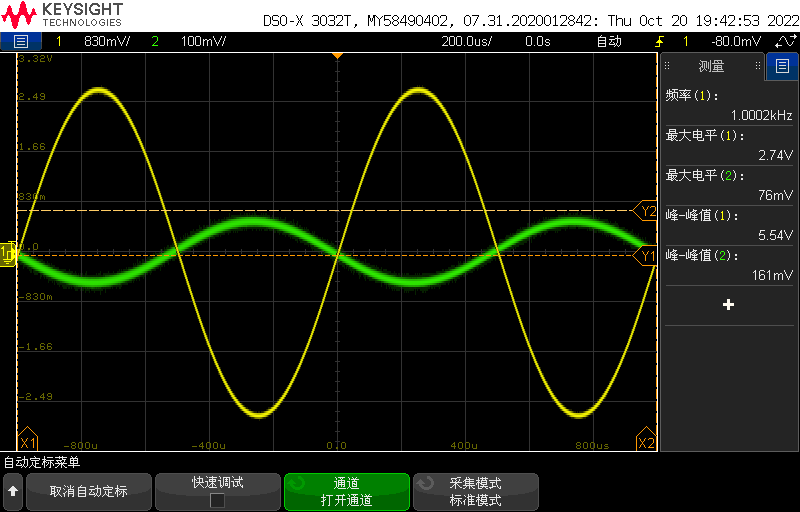 KEYSIGHT
TECHNOLOGIES
DSO-X 3032T, MY58490402, 07.31.2020012842: Thu Oct 20 19:42:53 2022
1 830mV/ 2 100mV/ 200.0us/ 0.0s 自动 1 -80.0mV
3.32V
2.49
1.66
830m
0.0
-830m
-1.66
-2.49
Y2
Y1
X1
X2
-800u -400u 0.0 400u 800us
测量
频率(1):
1.0002kHz
最大电平(1):
2.74V
最大电平(2):
76mV
峰-峰值(1):
5.54V
峰-峰值(2):
161mV
自动定标菜单
取消自动定标
快速调试
通道
打开通道
采集模式
标准模式